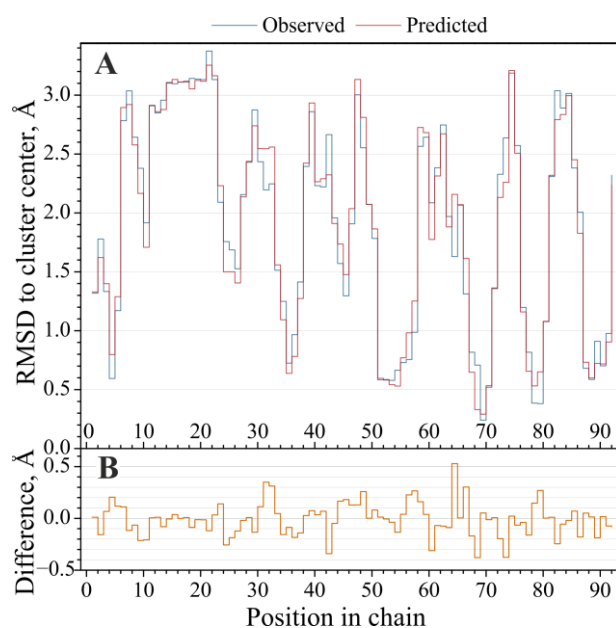 Observed Predicted
A
RMSD to cluster center, Å
3.0
2.5
2.0
1.5
1.0
0.5
0.0
0 10 20 30 40 50 60 70 80 90
B
Difference, Å
0.5
0.0
−0.5
0 10 20 30 40 50 60 70 80 90
Position in chain